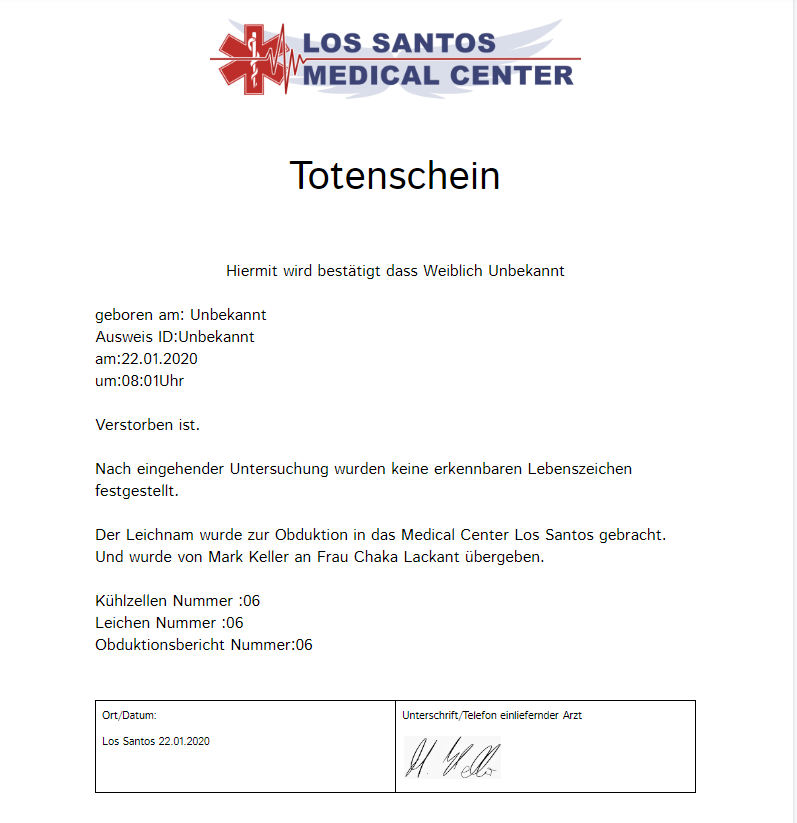 LOS SANTOS
MEDICAL CENTER
Totenschein
Hiermit wird bestätigt dass Weiblich Unbekannt
geboren am: Unbekannt
Ausweis ID:Unbekannt
am:22.01.2020
um:08:01Uhr
Verstorben ist.
Nach eingehender Untersuchung wurden keine erkennbaren Lebenszeichen
festgestellt.
Der Leichnam wurde zur Obduktion in das Medical Center Los Santos gebracht.
Und wurde von Mark Keller an Frau Chaka Lackant übergeben.
Kühlzellen Nummer :06
Leichen Nummer :06
Obduktionsbericht Nummer:06
Ort/Datum:
Los Santos 22.01.2020
Unterschrift/Telefon einliefernder Arzt